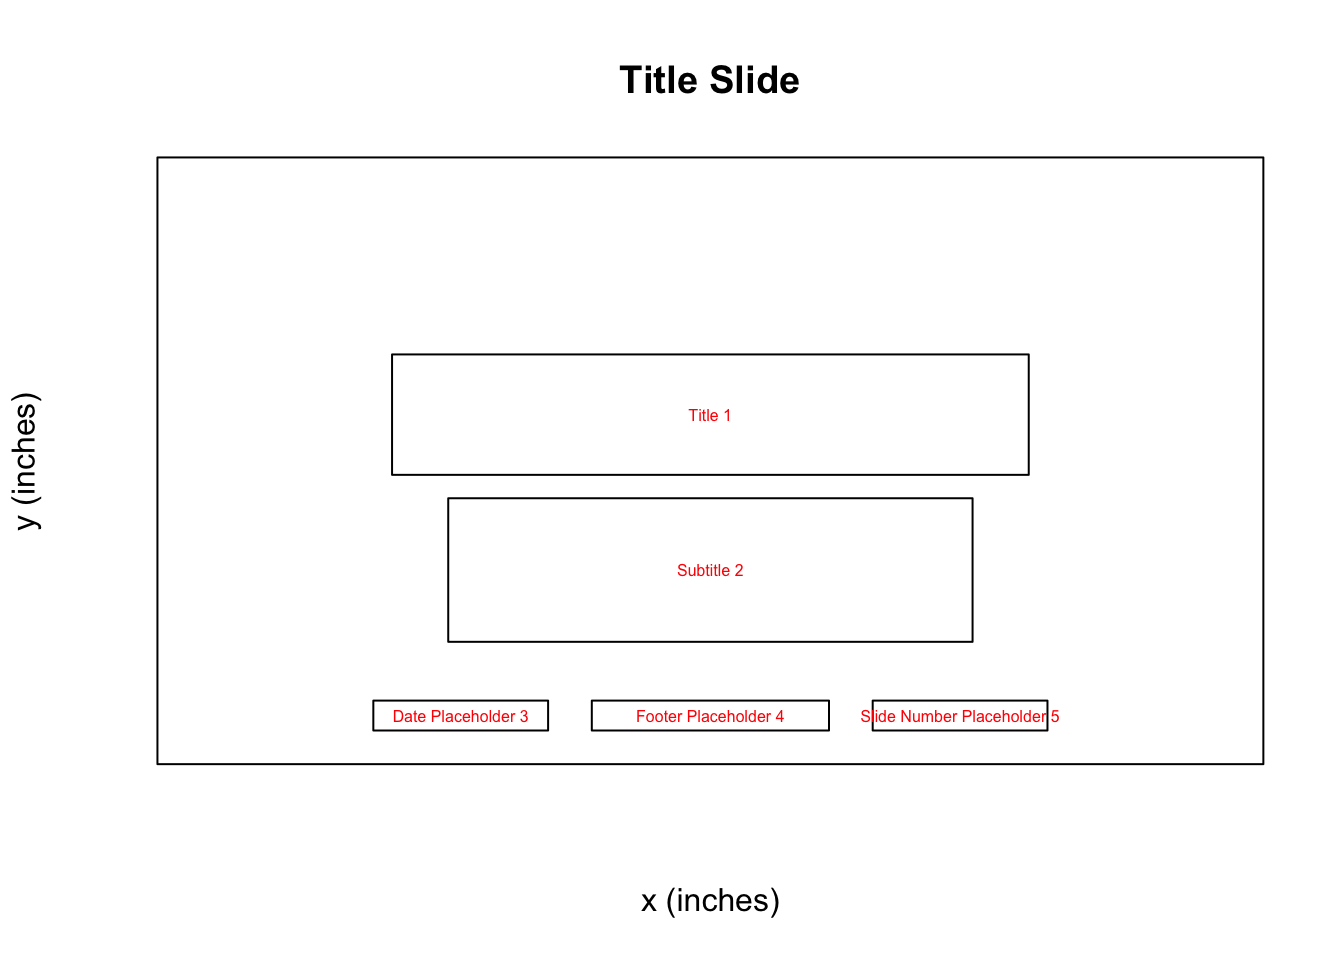 Title Slide
y (inches)
Title 1
Subtitle 2
Date Placeholder 3
Footer Placeholder 4
Slide Number Placeholder 5
x (inches)